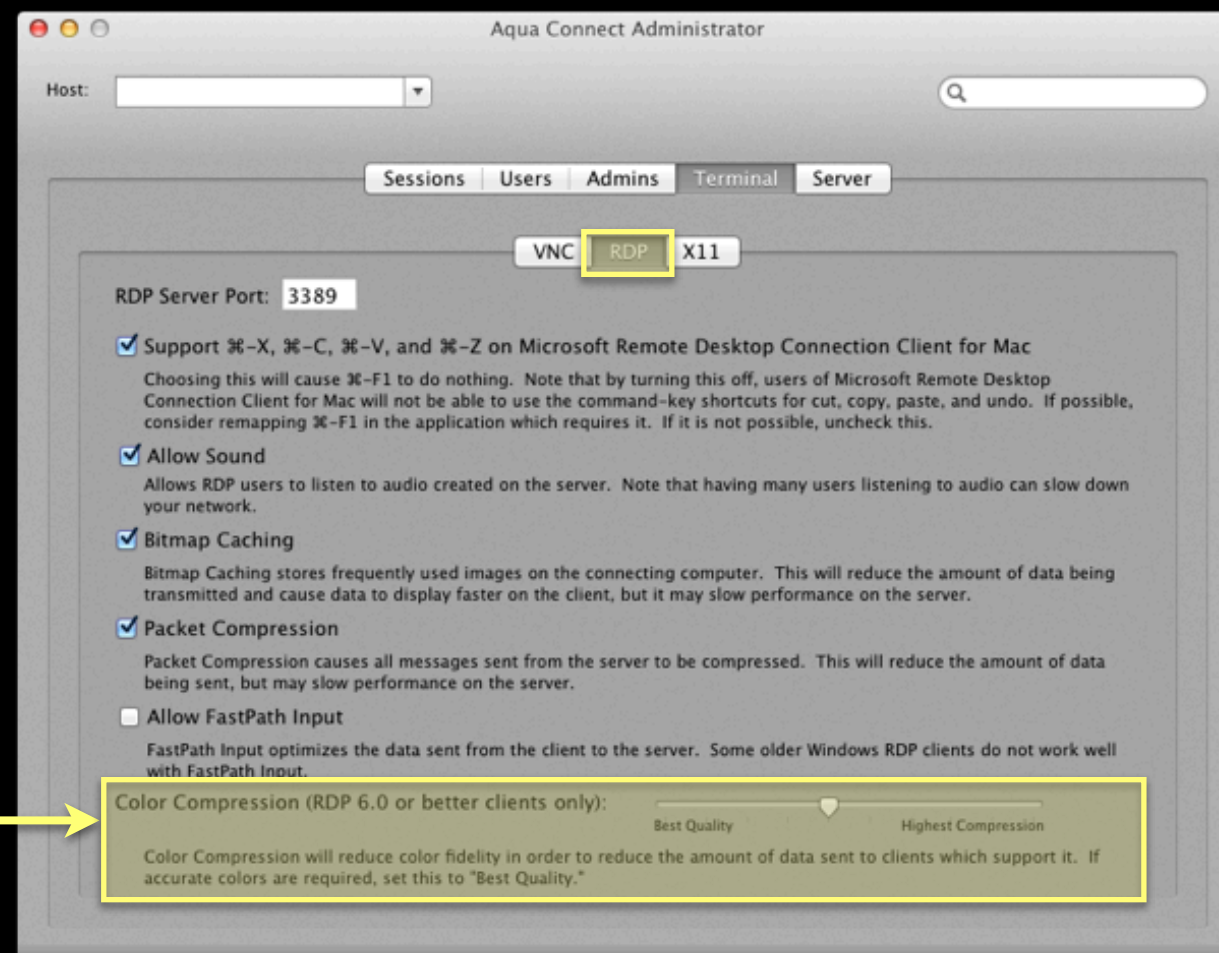 Aqua Connect Administrator
Host:
Sessions Users Admins Terminal Server
VNC RDP X11
RDP Server Port: 3389
Support ⌘-X, ⌘-C, ⌘-V, and ⌘-Z on Microsoft Remote Desktop Connection Client for Mac
Choosing this will cause ⌘-F1 to do nothing. Note that by turning this off, users of Microsoft Remote Desktop
Connection Client for Mac will not be able to use the command-key shortcuts for cut, copy, paste, and undo. If possible,
consider remapping ⌘-F1 in the application which requires it. If it is not possible, uncheck this.
Allow Sound
Allows RDP users to listen to audio created on the server. Note that having many users listening to audio can slow down
your network.
Bitmap Caching
Bitmap Caching stores frequently used images on the connecting computer. This will reduce the amount of data being
transmitted and cause data to display faster on the client, but it may slow performance on the server.
Packet Compression
Packet Compression causes all messages sent from the server to be compressed. This will reduce the amount of data
being sent, but may slow performance on the server.
Allow FastPath Input
FastPath Input optimizes the data sent from the client to the server. Some older Windows RDP clients do not work well
with FastPath Input.
Color Compression (RDP 6.0 or better clients only):
Best Quality Highest Compression
Color Compression will reduce color fidelity in order to reduce the amount of data sent to clients which support it. If
accurate colors are required, set this to "Best Quality."